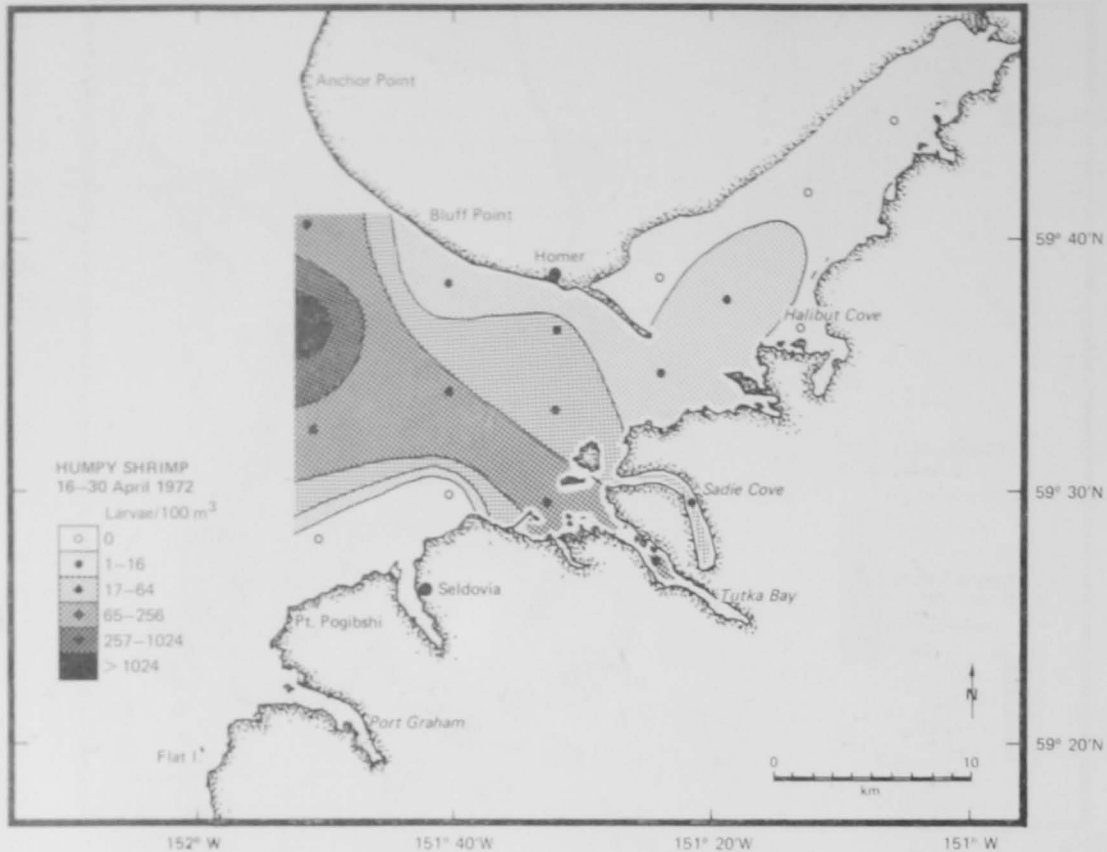 Anchor Point
Bluff Point
Homer
59° 40'N
Halibut Cove
HUMPY SHRIMP
16–30 April 1972
Larvae/100 m³
0
1–16
17–64
65–256
257–1024
> 1024
Sadie Cove
59° 30'N
Seldovia
Tutka Bay
Pt. Pogibshi
N
Port Graham
Flat I.
0 10
km
59° 20'N
152° W 151° 40'W 151° 20'W 151° W